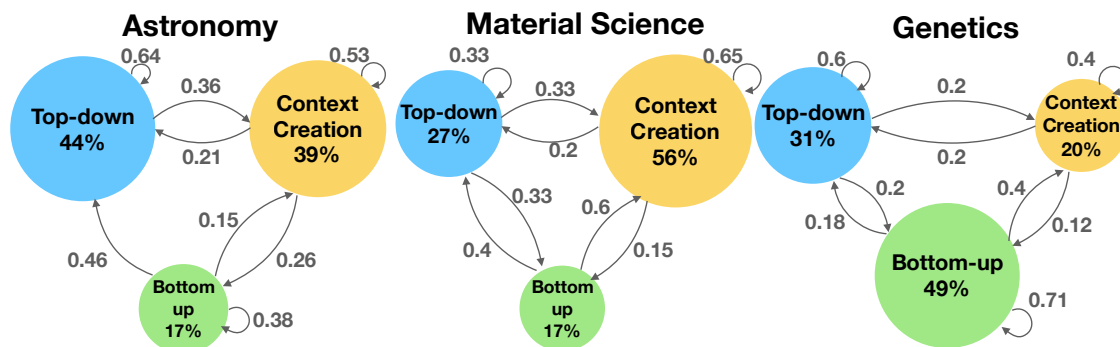 Astronomy
0.64
0.53
0.36
Top-down
44%
Context
Creation
39%
0.21
0.15
0.46
0.26
Bottom
up
17%
0.38
Material Science
0.33
0.65
0.33
Top-down
27%
Context
Creation
56%
0.2
0.33
0.6
0.4
0.15
Bottom
up
17%
Genetics
0.6
0.4
0.2
Top-down
31%
Context
Creation
20%
0.2
0.2
0.4
0.18
0.12
Bottom-up
49%
0.71